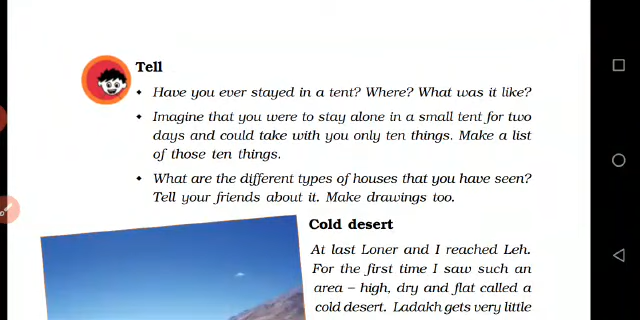 Tell
• Have you ever stayed in a tent? Where? What was it like?
• Imagine that you were to stay alone in a small tent for two
days and could take with you only ten things. Make a list
of those ten things.
• What are the different types of houses that you have seen?
Tell your friends about it. Make drawings too.
Cold desert
At last Loner and I reached Leh.
For the first time I saw such an
area – high, dry and flat called a
cold desert. Ladakh gets very little